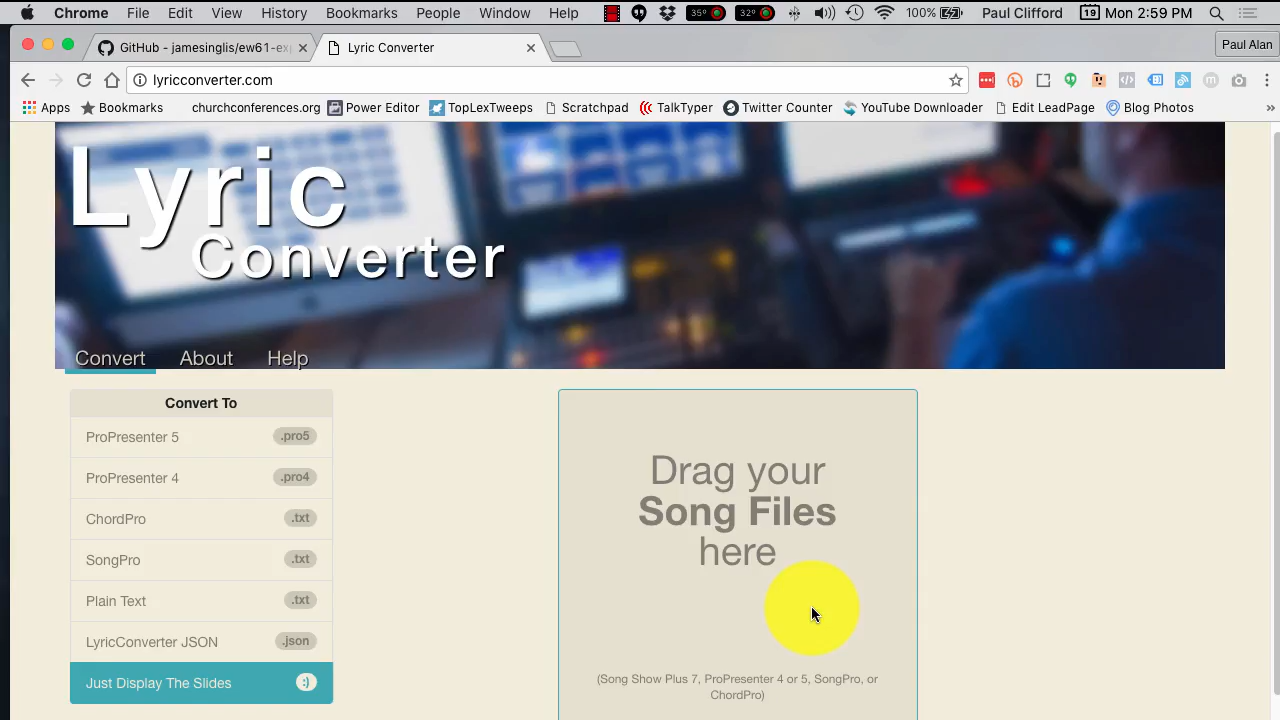 Chrome File Edit View History Bookmarks People Window Help 35° 32° 100% Paul Clifford 19 Mon 2:59 PM
GitHub - jamesinglis/ew61-ex Lyric Converter Paul Alan
lyricconverter.com
Apps Bookmarks churchconferences.org Power Editor TopLexTweeps Scratchpad TalkTyper Twitter Counter YouTube Downloader Edit LeadPage Blog Photos »
Lyric
Converter
Convert About Help
Convert To
ProPresenter 5 .pro5
ProPresenter 4 .pro4
ChordPro .txt
SongPro .txt
Plain Text .txt
LyricConverter JSON .json
Just Display The Slides :)
Drag your
Song Files
here
(Song Show Plus 7, ProPresenter 4 or 5, SongPro, or
ChordPro)